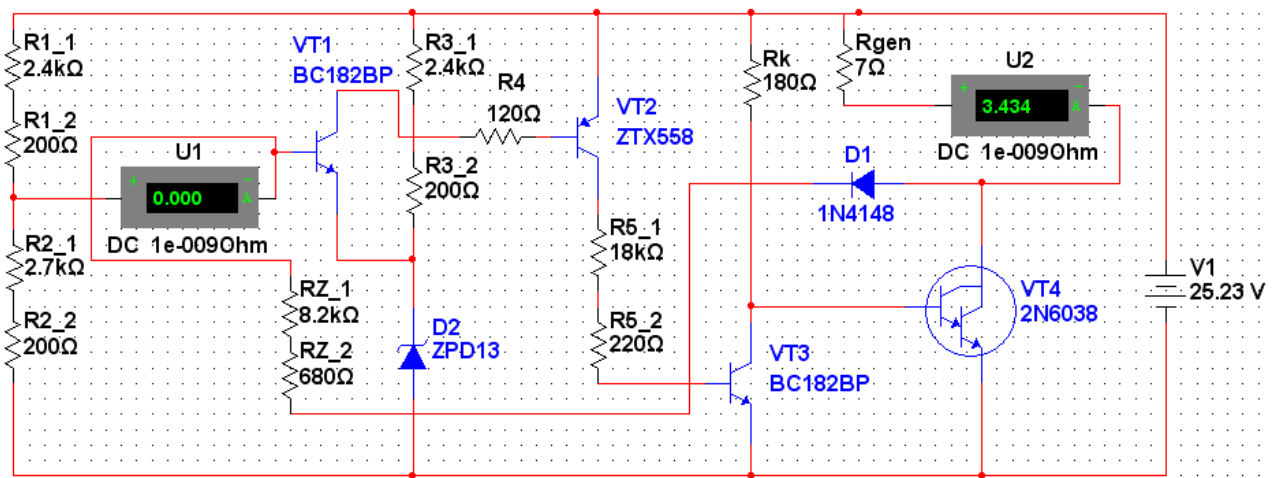 R1_1
2.4kΩ
R1_2
200Ω
R2_1
2.7kΩ
R2_2
200Ω
U1
+
-
0.000
A
DC 1e-009Ohm
VT1
BC182BP
RZ_1
8.2kΩ
RZ_2
680Ω
R3_1
2.4kΩ
R3_2
200Ω
D2
ZPD13
R4
120Ω
VT2
ZTX558
R5_1
18kΩ
R5_2
220Ω
Rk
180Ω
VT3
BC182BP
D1
1N4148
Rgen
7Ω
U2
+
-
3.434
A
DC 1e-009Ohm
VT4
2N6038
V1
25.23 V